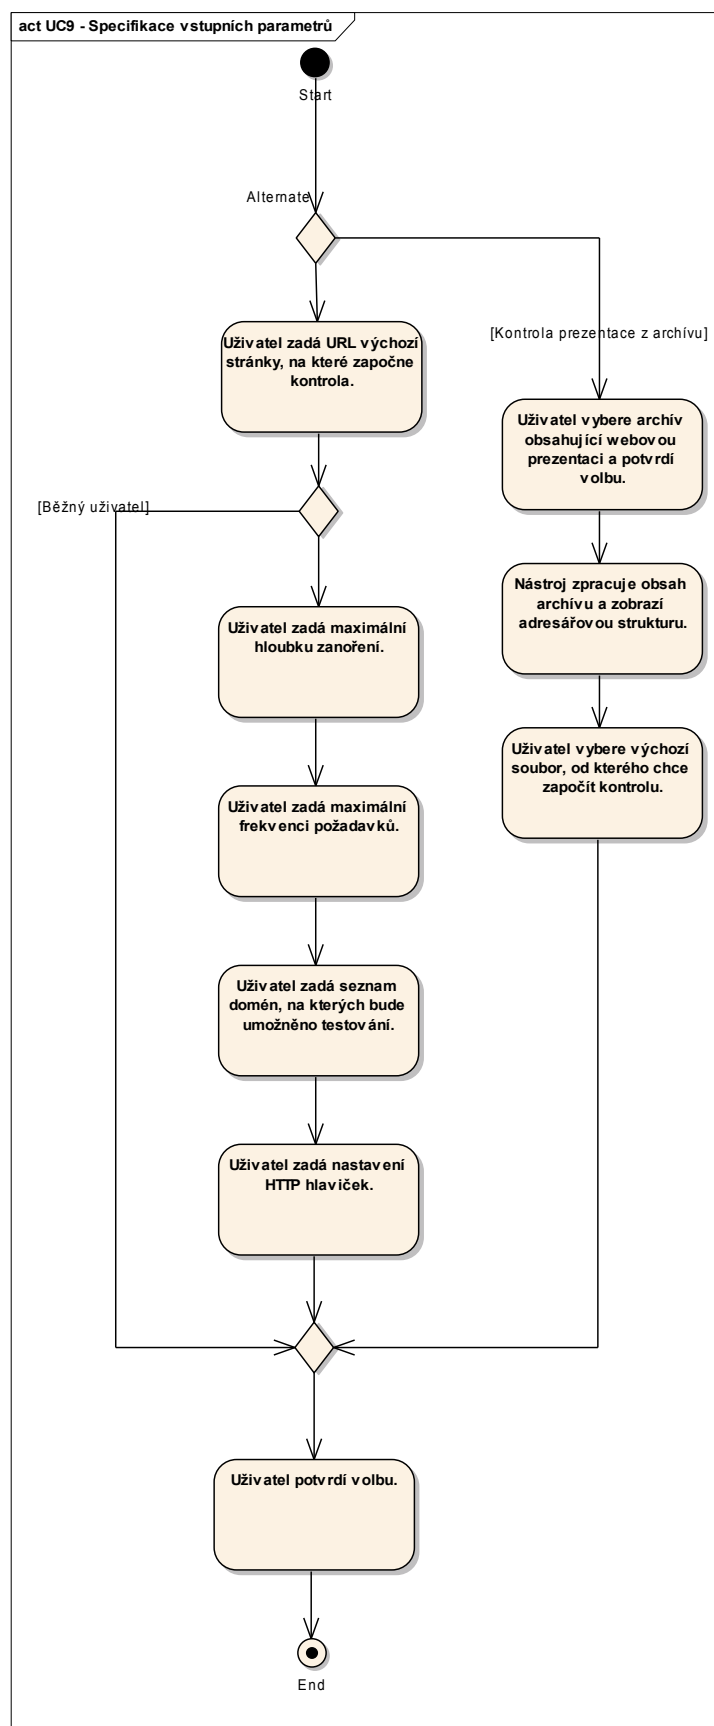 act UC9 - Specifikace vstupních parametrů
Start
Alternate
Uživatel zadá URL výchozí
stránky, na které započne
kontrola.
[Kontrola prezentace z archívu]
Uživatel vybere archív
obsahující webovou
prezentaci a potvrdí
volbu.
[Běžný uživatel]
Nástroj zpracuje obsah
archívu a zobrazí
adresářovou strukturu.
Uživatel zadá maximální
hloubku zanoření.
Uživatel vybere výchozí
soubor, od kterého chce
započít kontrolu.
Uživatel zadá maximální
frekvenci požadavků.
Uživatel zadá seznam
domén, na kterých bude
umožněno testování.
Uživatel zadá nastavení
HTTP hlaviček.
Uživatel potvrdí volbu.
End